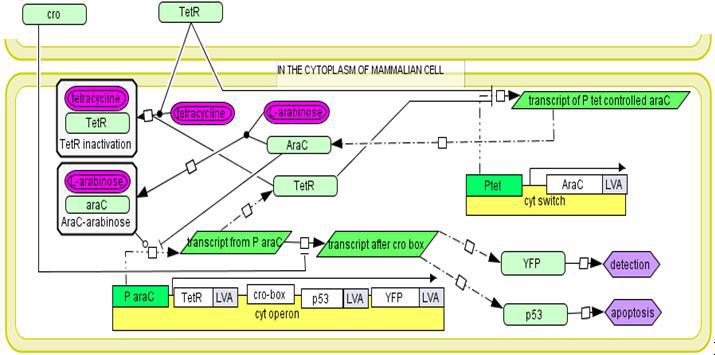 cro
TetR
IN THE CYTOPLASM OF MAMMALIAN CELL
tetracycline
TetR
TetR inactivation
tetracycline
L-arabinose
AraC
transcript of P tet controlled araC
L-arabinose
araC
AraC-arabinose
TetR
Ptet
AraC
LVA
cyt switch
transcript from P araC
transcript after cro box
YFP
detection
P araC
TetR
LVA
cro-box
p53
LVA
YFP
LVA
cyt operon
p53
apoptosis